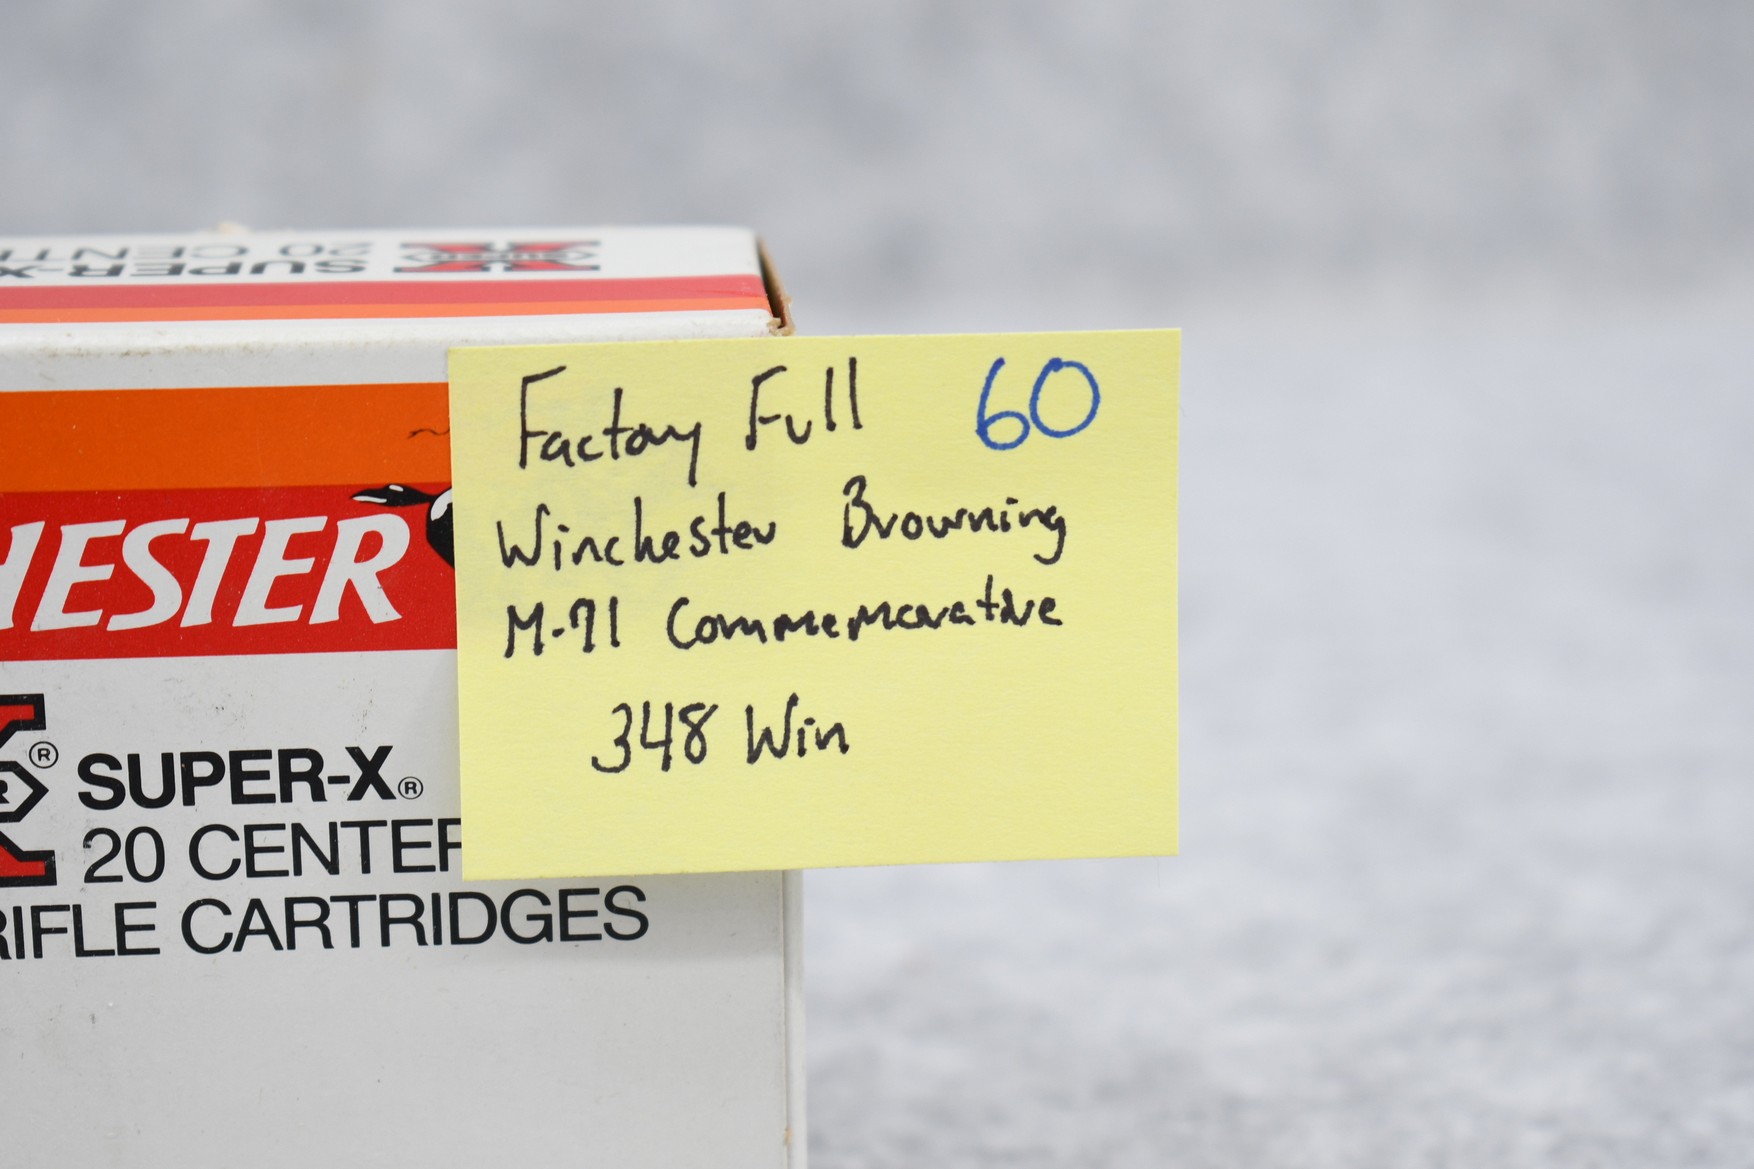 SUPER-X
20 CENT
HESTER
SUPER-X®
20 CENTER
RIFLE CARTRIDGES
Factory Full 60
Winchester Browning
M-71 Commemorative
348 Win